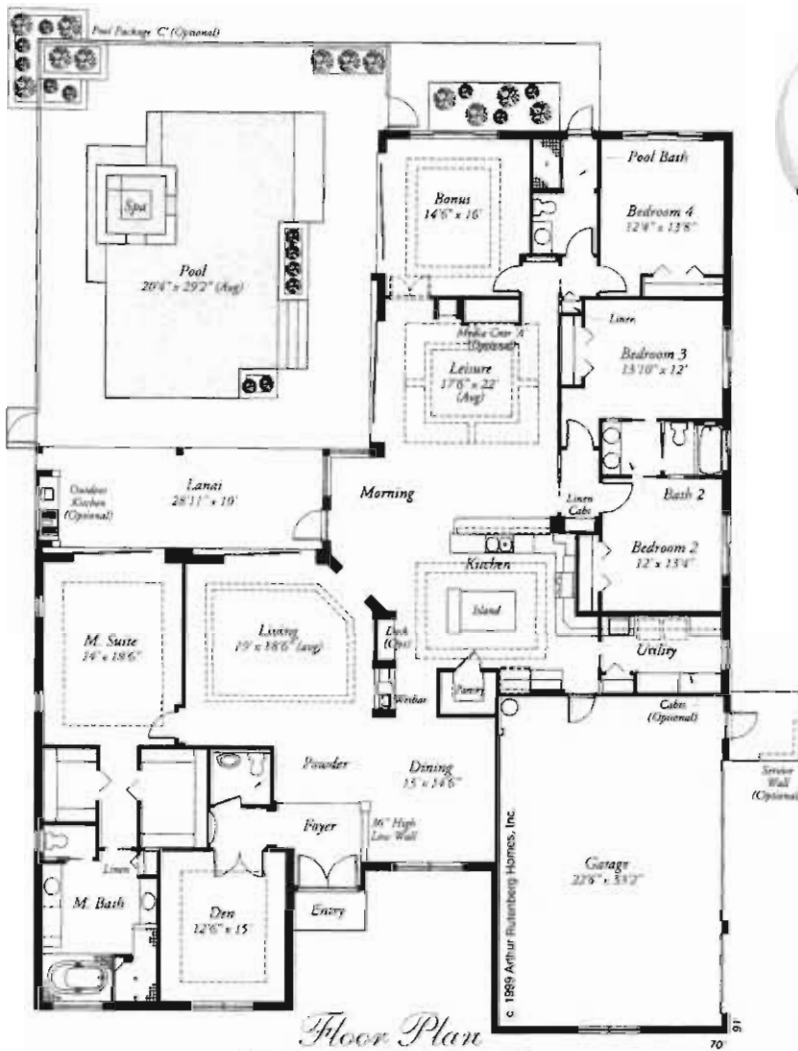 Pool Package 'C' (Optional)
Spa
Pool
20'4" x 29'2" (Avg)
Bonus
14'6" x 16'
Pool Bath
Bedroom 4
12'4" x 13'8"
Media Cntr 'A'
(Optional)
Leisure
17'6" x 22'
(Avg)
Linen
Bedroom 3
13'10" x 12'
Lanai
28'11" x 10'
Outdoor
Kitchen
(Optional)
Morning
Linen
Cabs
Bath 2
Bedroom 2
12' x 13'4"
Kitchen
Island
M. Suite
14' x 18'6"
Living
19' x 18'6" (avg)
Desk
(Opt)
Wetbar
Pantry
Utility
Cabts
(Optional)
Service
Wall
(Optional)
Powder
Dining
13' x 14'6"
Foyer
36" High
Low Wall
Linen
M. Bath
Den
12'6" x 15'
Entry
Garage
22'6" x 33'2"
c 1999 Arthur Rutenberg Homes, Inc.
Floor Plan
91'
70'